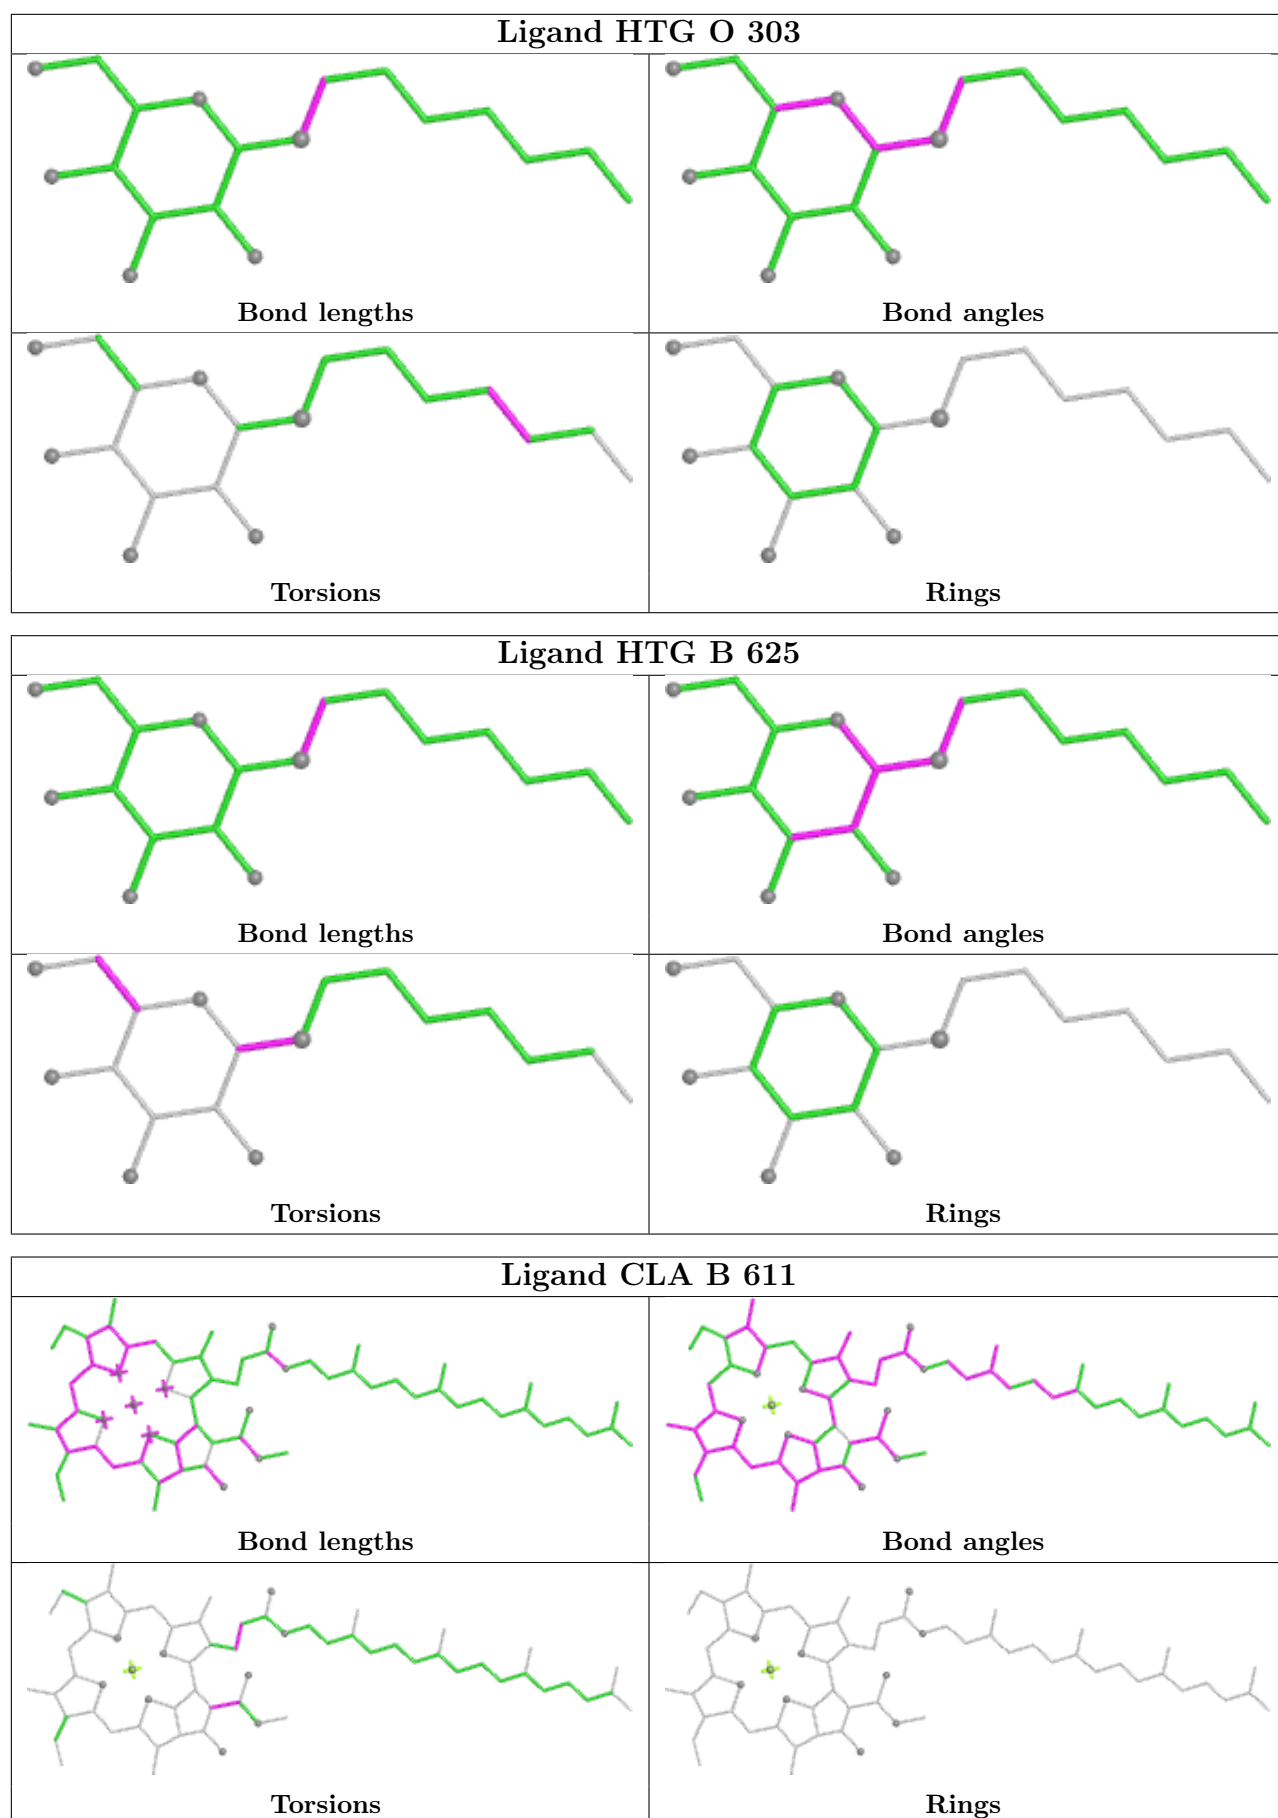 Ligand HTG O 303
Bond lengths
Bond angles
Torsions
Rings
Ligand HTG B 625
Bond lengths
Bond angles
Torsions
Rings
Ligand CLA B 611
Bond lengths
Bond angles
Torsions
Rings